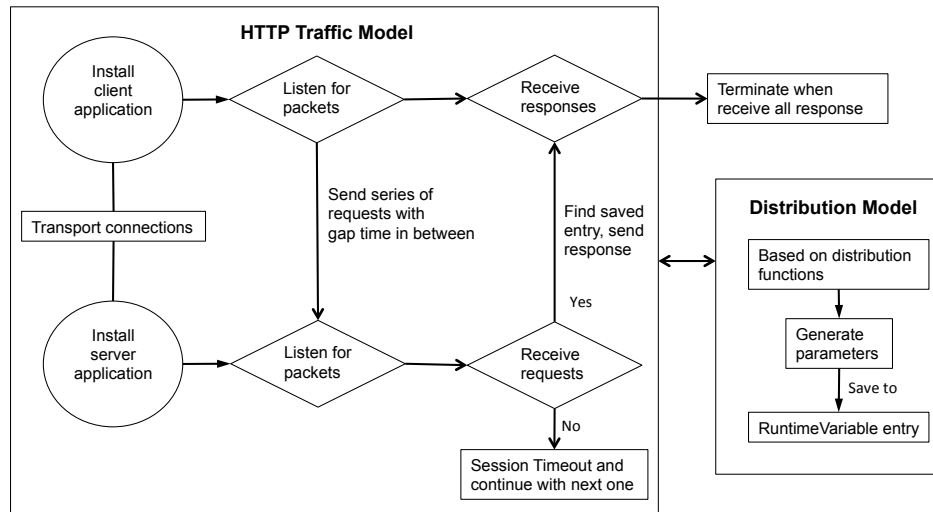 HTTP Traffic Model
Install
client
application
Listen for
packets
Receive
responses
Terminate when
receive all response
Send series of
requests with
gap time in between
Find saved
entry, send
response
Transport connections
Yes
Install
server
application
Listen for
packets
Receive
requests
No
Session Timeout and
continue with next one
Distribution Model
Based on distribution
functions
Generate
parameters
Save to
RuntimeVariable entry